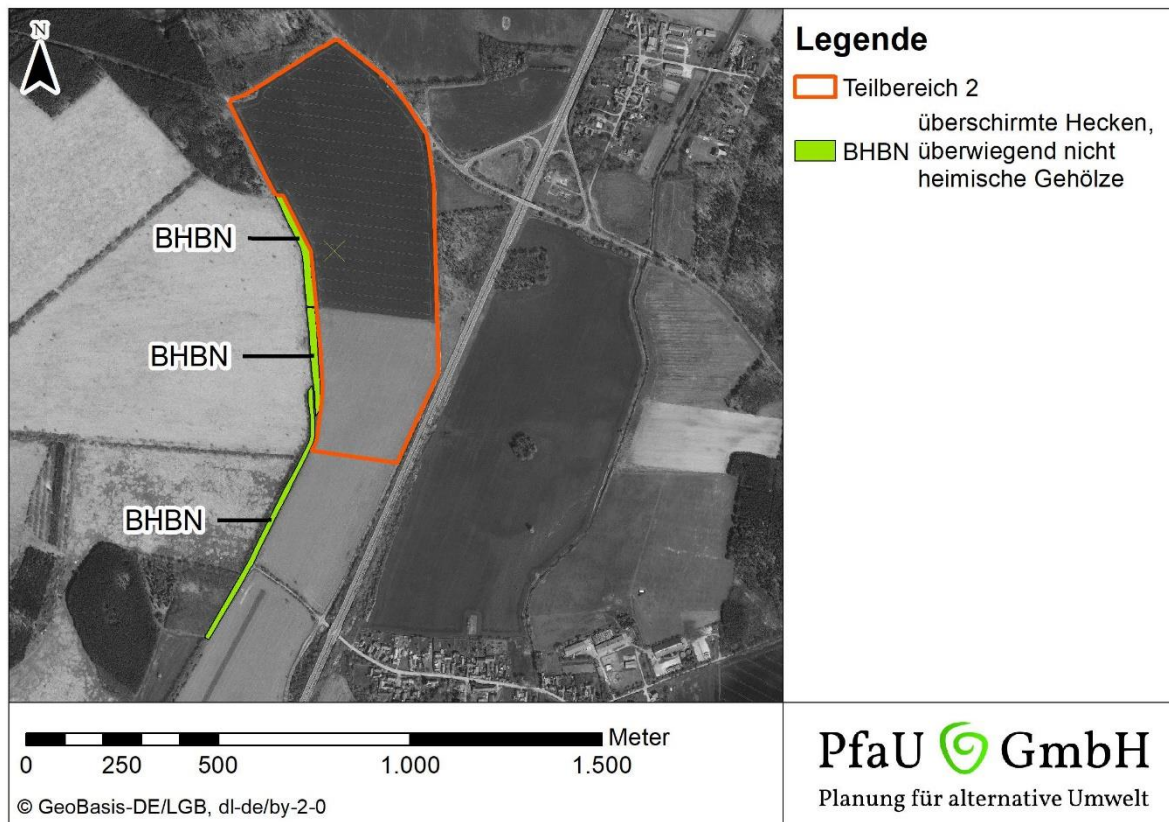 N
BHBN
BHBN
BHBN
Legende
Teilbereich 2
BHBN
überschirmte Hecken,
überwiegend nicht
heimische Gehölze
Meter
0 250 500 1.000 1.500
© GeoBasis-DE/LGB, dl-de/by-2-0
PfaU GmbH
Planung für alternative Umwelt